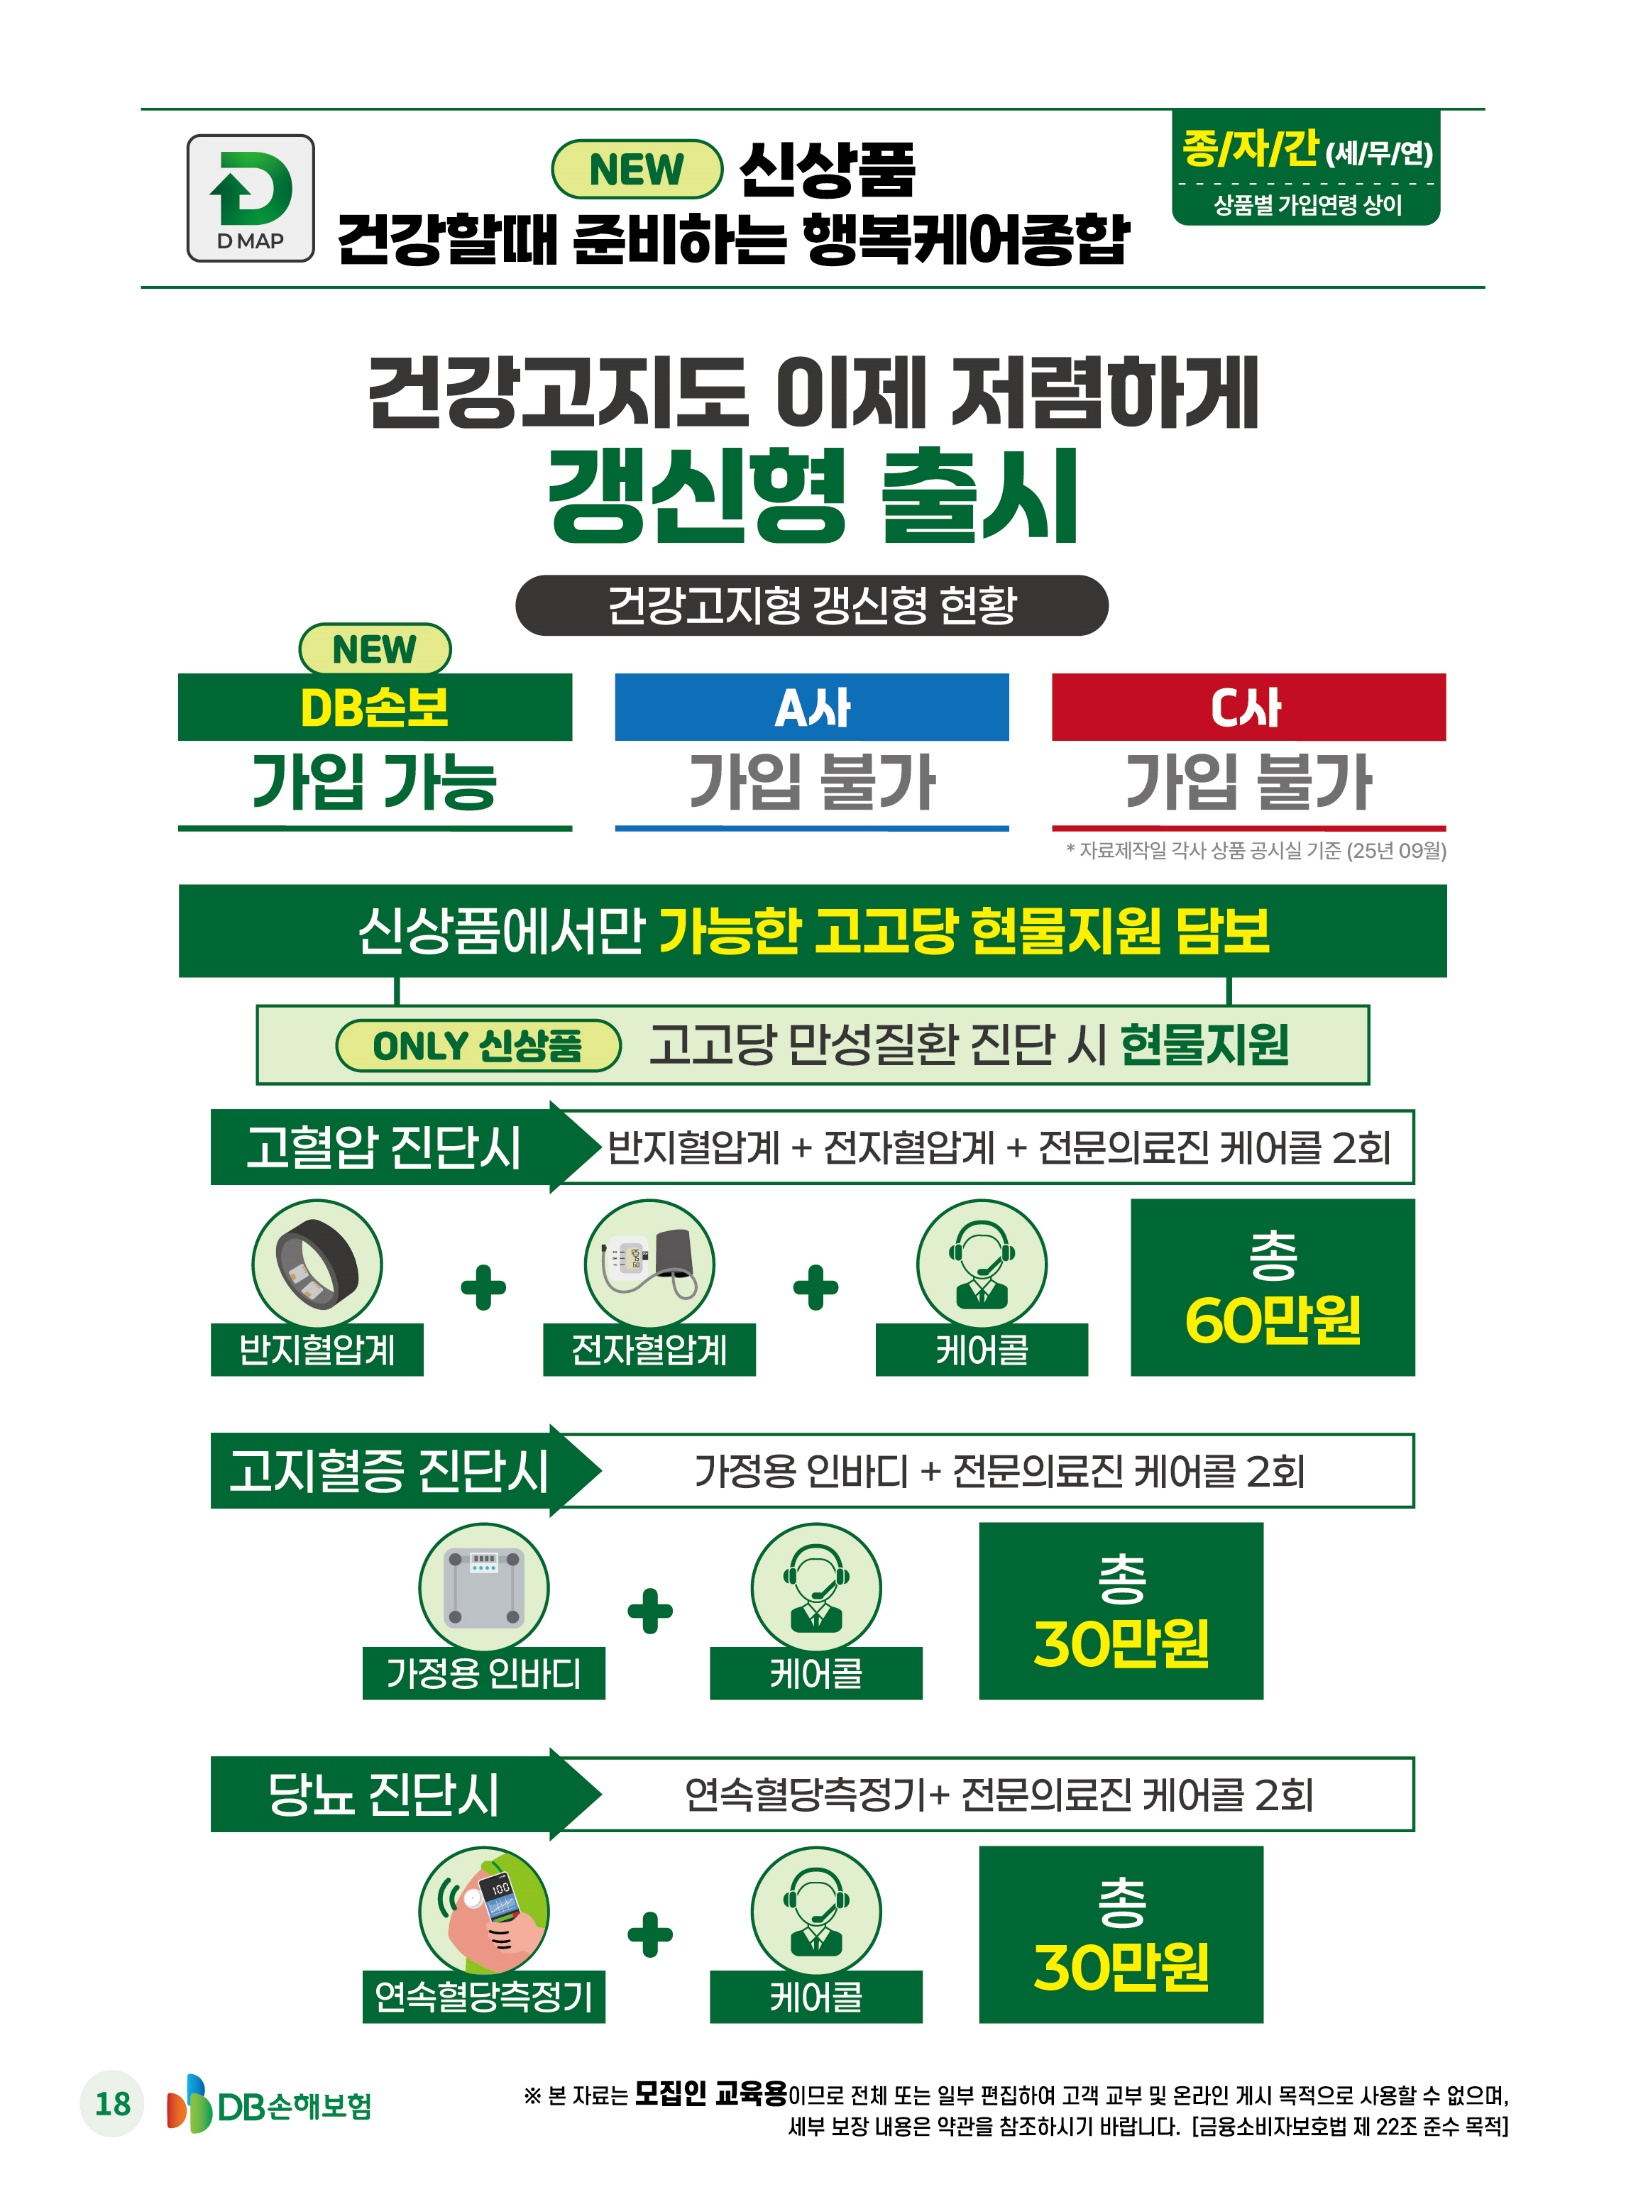 D MAP
NEW 신상품
건강할때 준비하는 행복케어종합
종/자/간 (세/무/연)
상품별 가입연령 상이
건강고지도 이제 저렴하게
갱신형 출시
건강고지형 갱신형 현황
NEW
DB손보
가입 가능
A사
가입 불가
C사
가입 불가
* 자료제작일 각사 상품 공시실 기준 (25년 09월)
신상품에서만 가능한 고고당 현물지원 담보
ONLY 신상품 고고당 만성질환 진단 시 현물지원
고혈압 진단시
반지혈압계 + 전자혈압계 + 전문의료진 케어콜 2회
반지혈압계
전자혈압계
케어콜
총
60만원
고지혈증 진단시
가정용 인바디 + 전문의료진 케어콜 2회
가정용 인바디
케어콜
총
30만원
당뇨 진단시
연속혈당측정기+ 전문의료진 케어콜 2회
100
연속혈당측정기
케어콜
총
30만원
18
DB손해보험
※ 본 자료는 모집인 교육용이므로 전체 또는 일부 편집하여 고객 교부 및 온라인 게시 목적으로 사용할 수 없으며,
세부 보장 내용은 약관을 참조하시기 바랍니다. [금융소비자보호법 제 22조 준수 목적]